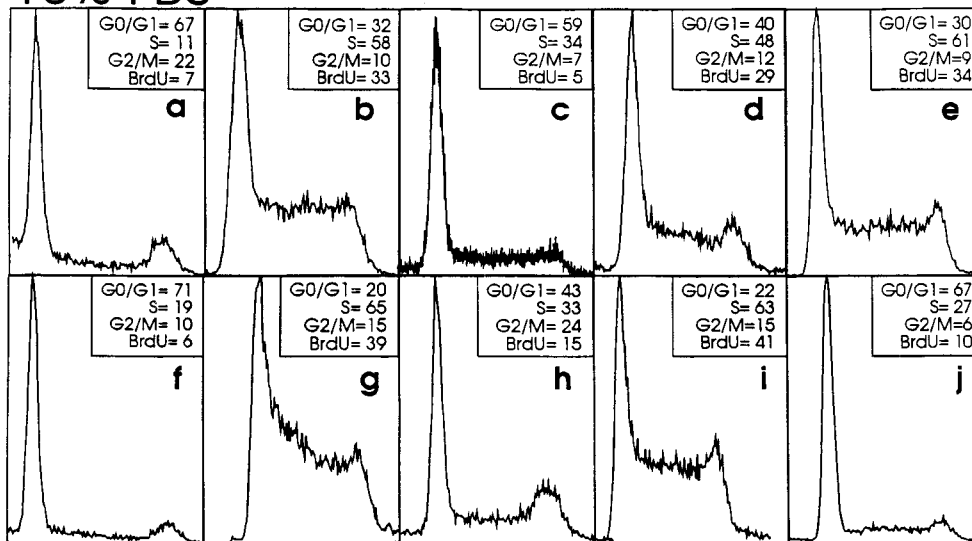 G0/G1= 67
S= 11
G2/M= 22
BrdU= 7
a
G0/G1= 32
S= 58
G2/M= 10
BrdU= 33
b
G0/G1= 59
S= 34
G2/M= 7
BrdU= 5
c
G0/G1= 40
S= 48
G2/M= 12
BrdU= 29
d
G0/G1= 30
S= 61
G2/M= 9
BrdU= 34
e
G0/G1= 71
S= 19
G2/M= 10
BrdU= 6
f
G0/G1= 20
S= 65
G2/M= 15
BrdU= 39
g
G0/G1= 43
S= 33
G2/M= 24
BrdU= 15
h
G0/G1= 22
S= 63
G2/M= 15
BrdU= 41
i
G0/G1= 67
S= 27
G2/M=6
BrdU= 10
j